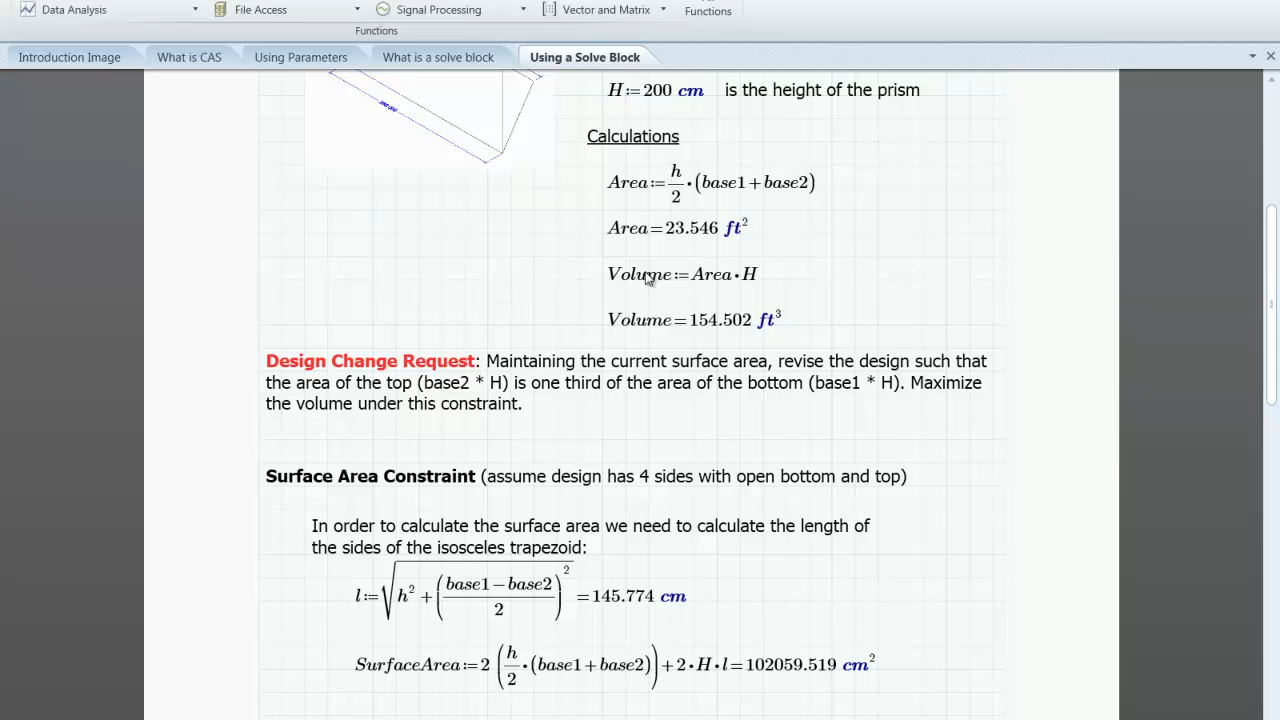 Data Analysis File Access Signal Processing Vector and Matrix Functions
Functions
Introduction Image What is CAS Using Parameters What is a solve block Using a Solve Block
H:=200 cm is the height of the prism
Calculations
Area:=h/2•(base1+base2)
Area=23.546 ft²
Volume:=Area•H
Volume=154.502 ft³
Design Change Request: Maintaining the current surface area, revise the design such that
the area of the top (base2 * H) is one third of the area of the bottom (base1 * H). Maximize
the volume under this constraint.
Surface Area Constraint (assume design has 4 sides with open bottom and top)
In order to calculate the surface area we need to calculate the length of
the sides of the isosceles trapezoid:
l:=√(h²+((base1−base2)/2)²)=145.774 cm
SurfaceArea:=2(h/2•(base1+base2))+2•H•l=102059.519 cm²